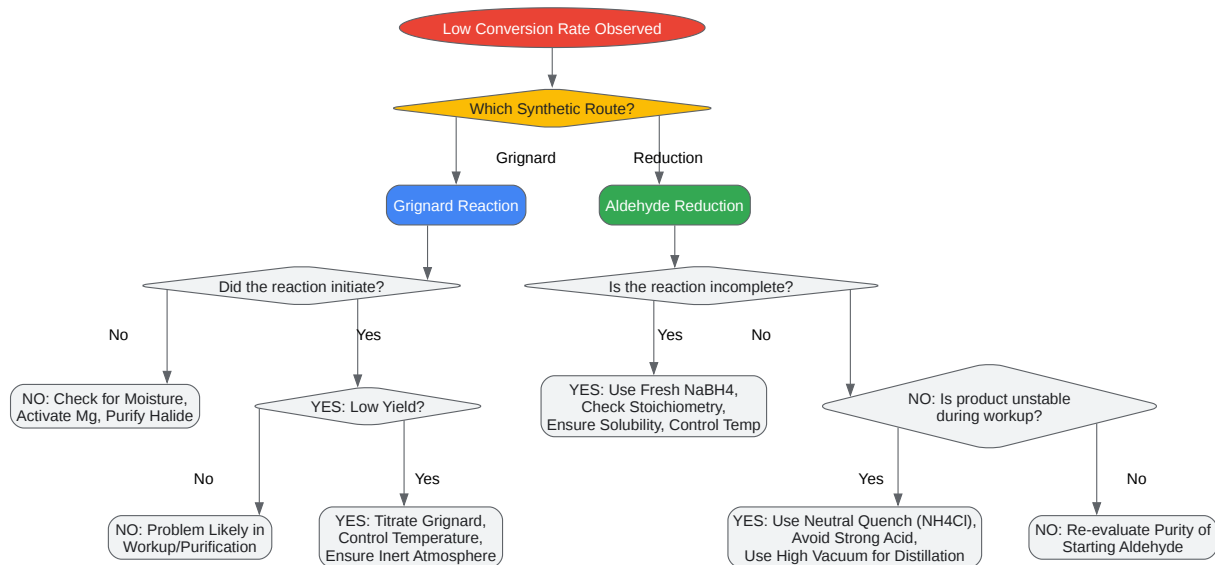 Low Conversion Rate Observed
Which Synthetic Route?
Grignard
Reduction
Grignard Reaction
Aldehyde Reduction
Did the reaction initiate?
Is the reaction incomplete?
No
Yes
Yes
No
NO: Check for Moisture,
Activate Mg, Purify Halide
YES: Low Yield?
YES: Use Fresh NaBH4,
Check Stoichiometry,
Ensure Solubility, Control Temp
NO: Is product unstable
during workup?
No
Yes
Yes
No
NO: Problem Likely in
Workup/Purification
YES: Titrate Grignard,
Control Temperature,
Ensure Inert Atmosphere
YES: Use Neutral Quench (NH4Cl),
Avoid Strong Acid,
Use High Vacuum for Distillation
NO: Re-evaluate Purity of
Starting Aldehyde